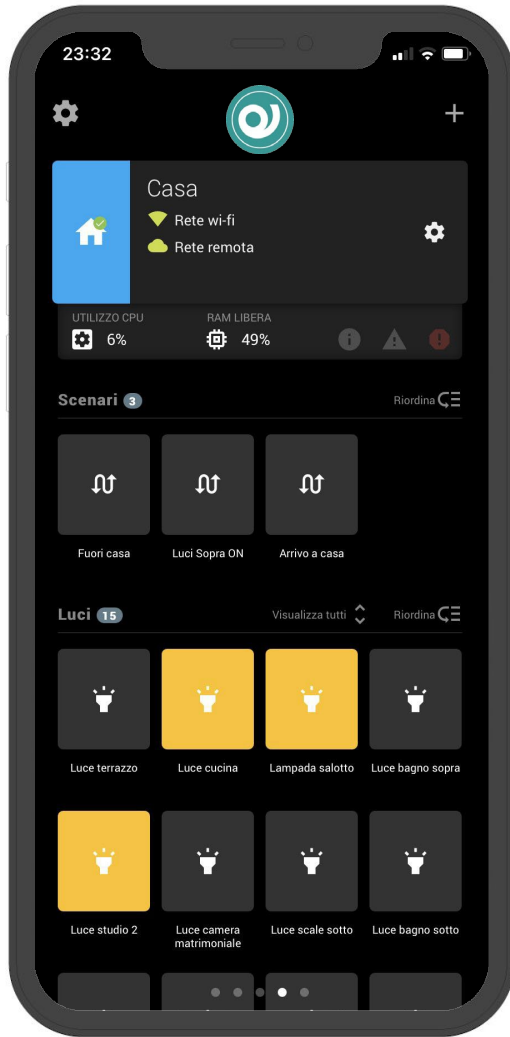 23:32
Casa
Rete wi-fi
Rete remota
UTILIZZO CPU RAM LIBERA
6% 49%
Scenari 3 Riordina
Fuori casa Luci Sopra ON Arrivo a casa
Luci 15 Visualizza tutti Riordina
Luce terrazzo Luce cucina Lampada salotto Luce bagno sopra
Luce studio 2 Luce camera Luce scale sotto Luce bagno sotto
matrimoniale